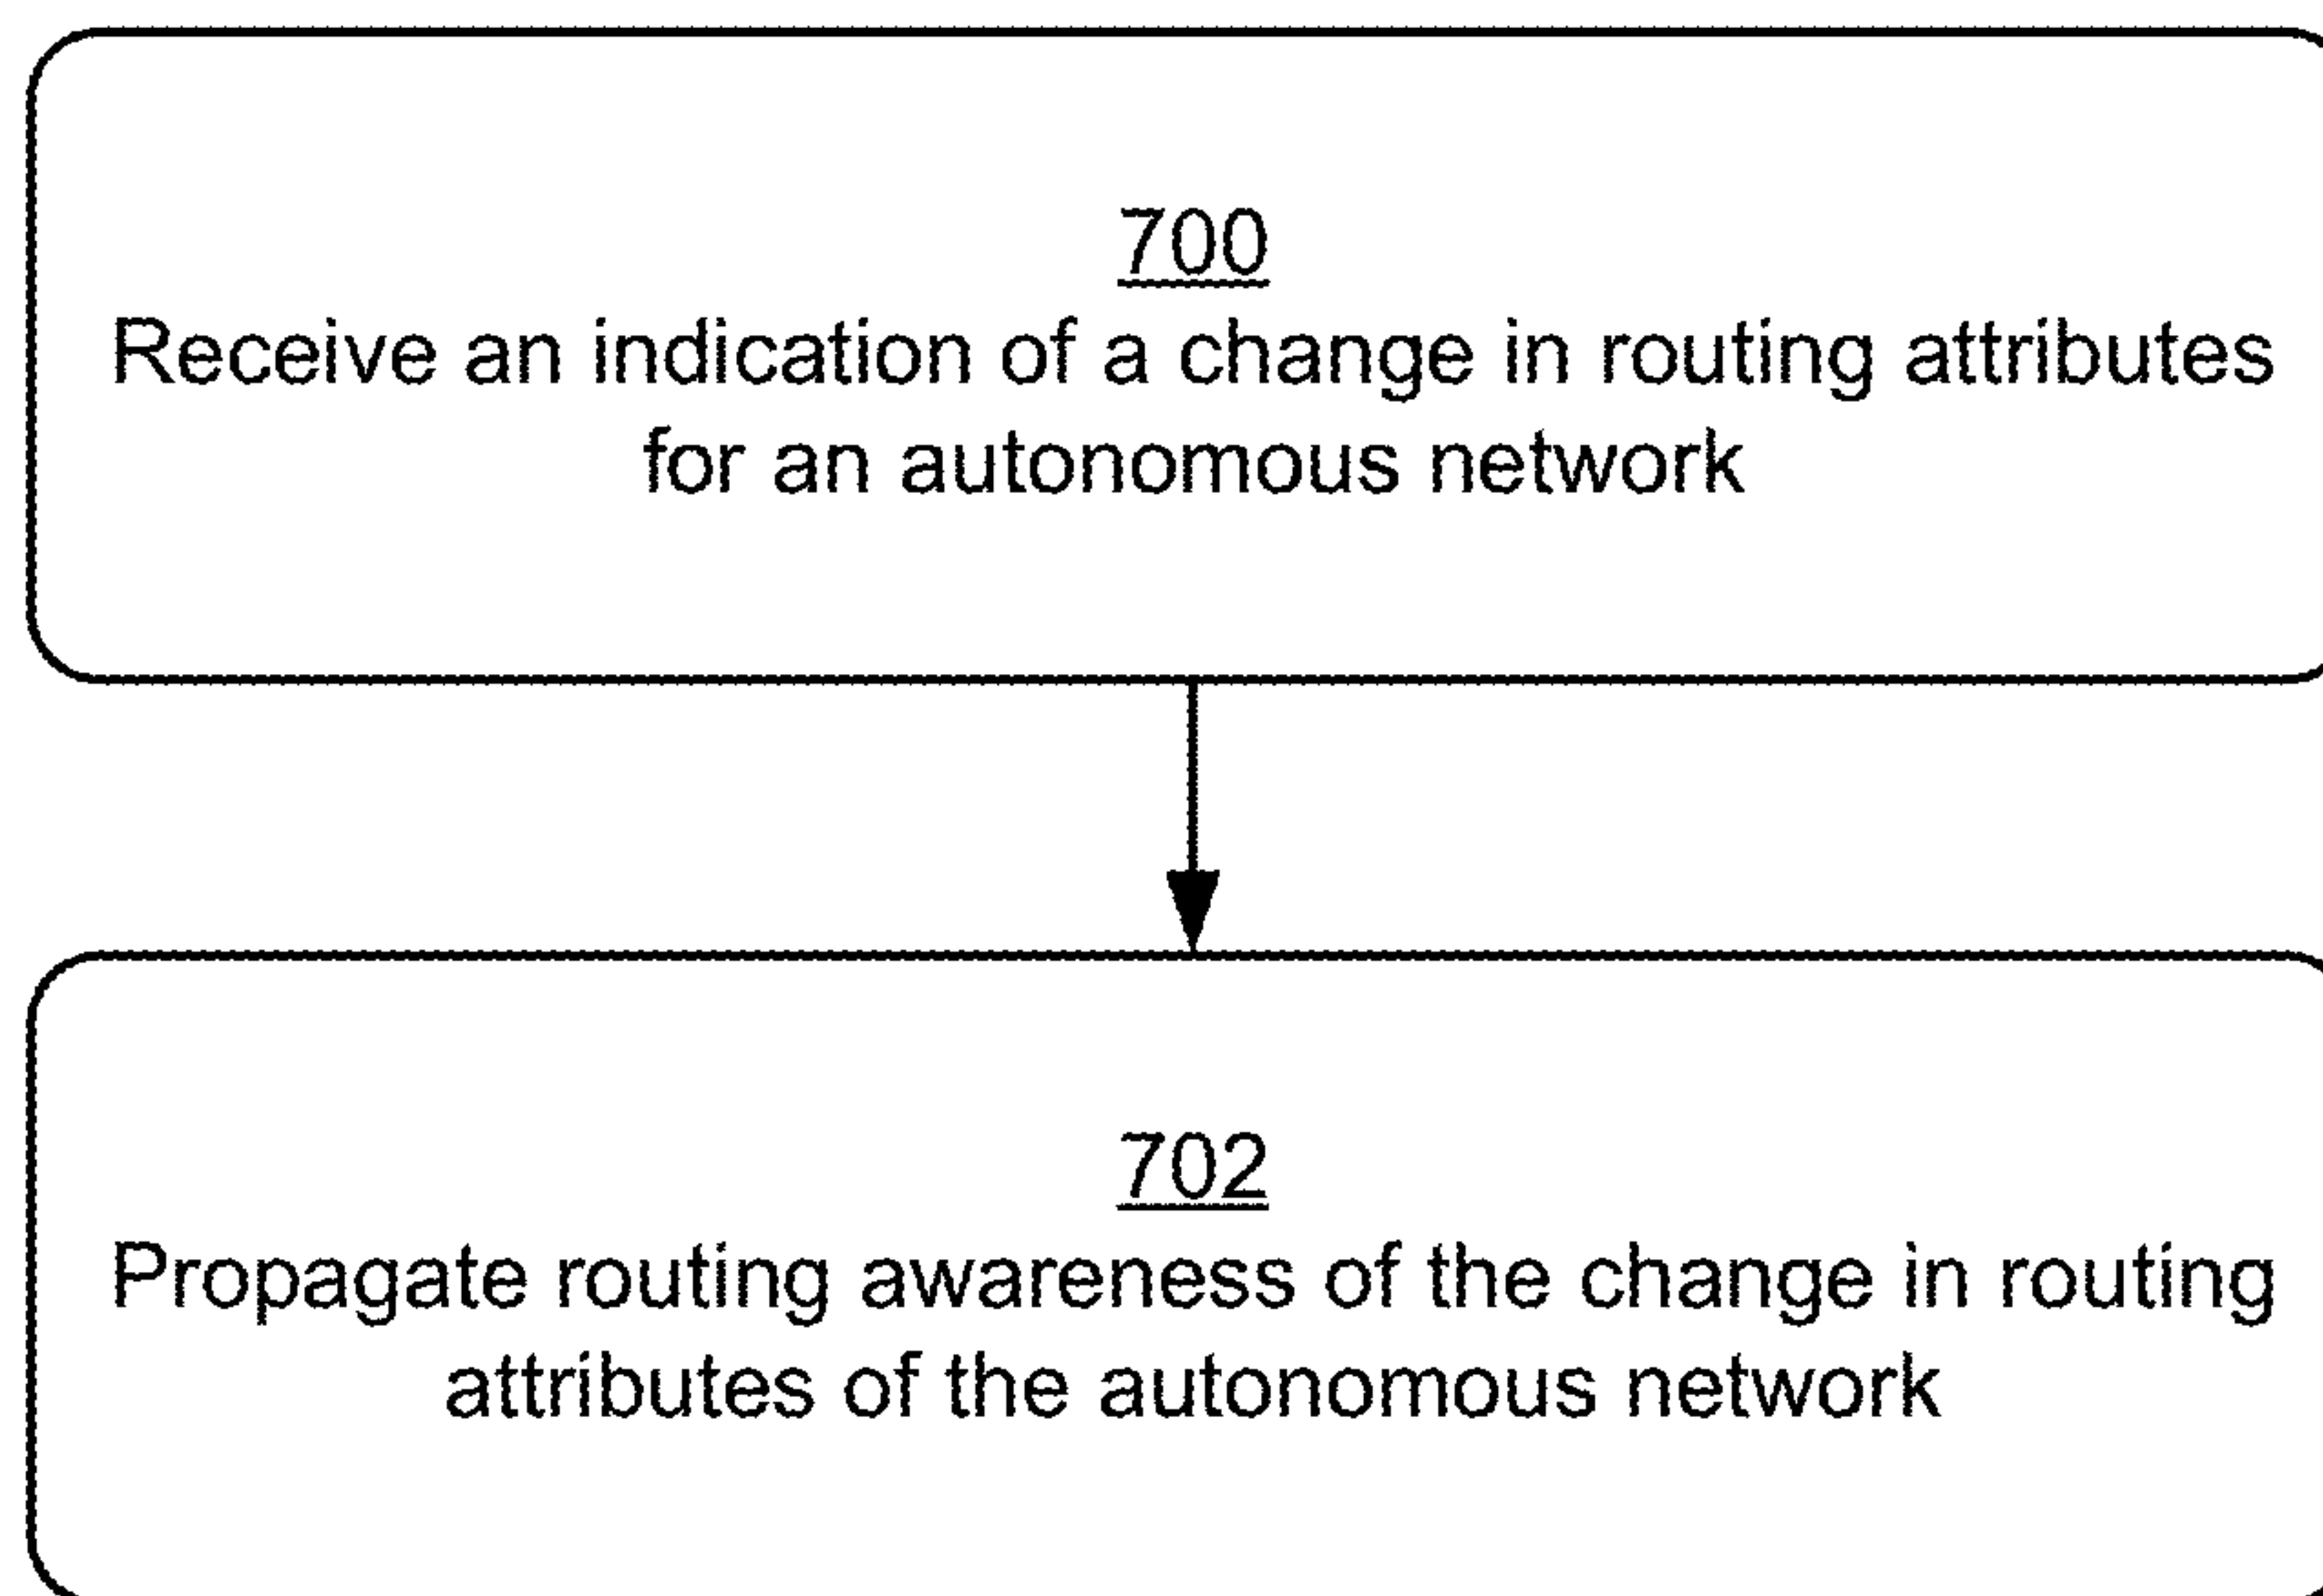 700
Receive an indication of a change in routing attributes
for an autonomous network
702
Propagate routing awareness of the change in routing
attributes of the autonomous network